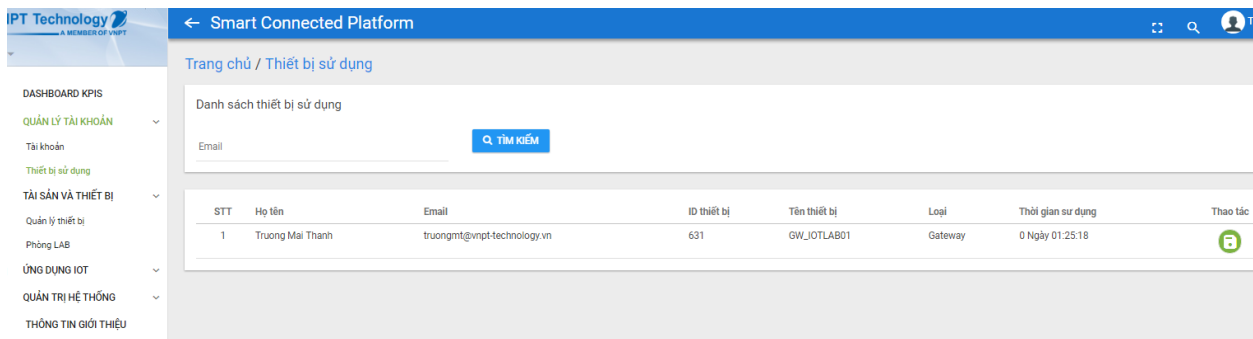 IPT Technology
A MEMBER OF VNPT
Smart Connected Platform
Trang chủ / Thiết bị sử dụng
DASHBOARD KPIS
QUẢN LÝ TÀI KHOẢN
Tài khoản
Thiết bị sử dụng
TÀI SẢN VÀ THIẾT BỊ
Quản lý thiết bị
Phòng LAB
ỨNG DỤNG IOT
QUẢN TRỊ HỆ THỐNG
THÔNG TIN GIỚI THIỆU
Danh sách thiết bị sử dụng
Email
TÌM KIẾM
STT Họ tên Email ID thiết bị Tên thiết bị Loại Thời gian sử dụng Thao tác
1 Truong Mai Thanh truongmt@vnpt-technology.vn 631 GW_IOTLAB01 Gateway 0 Ngày 01:25:18